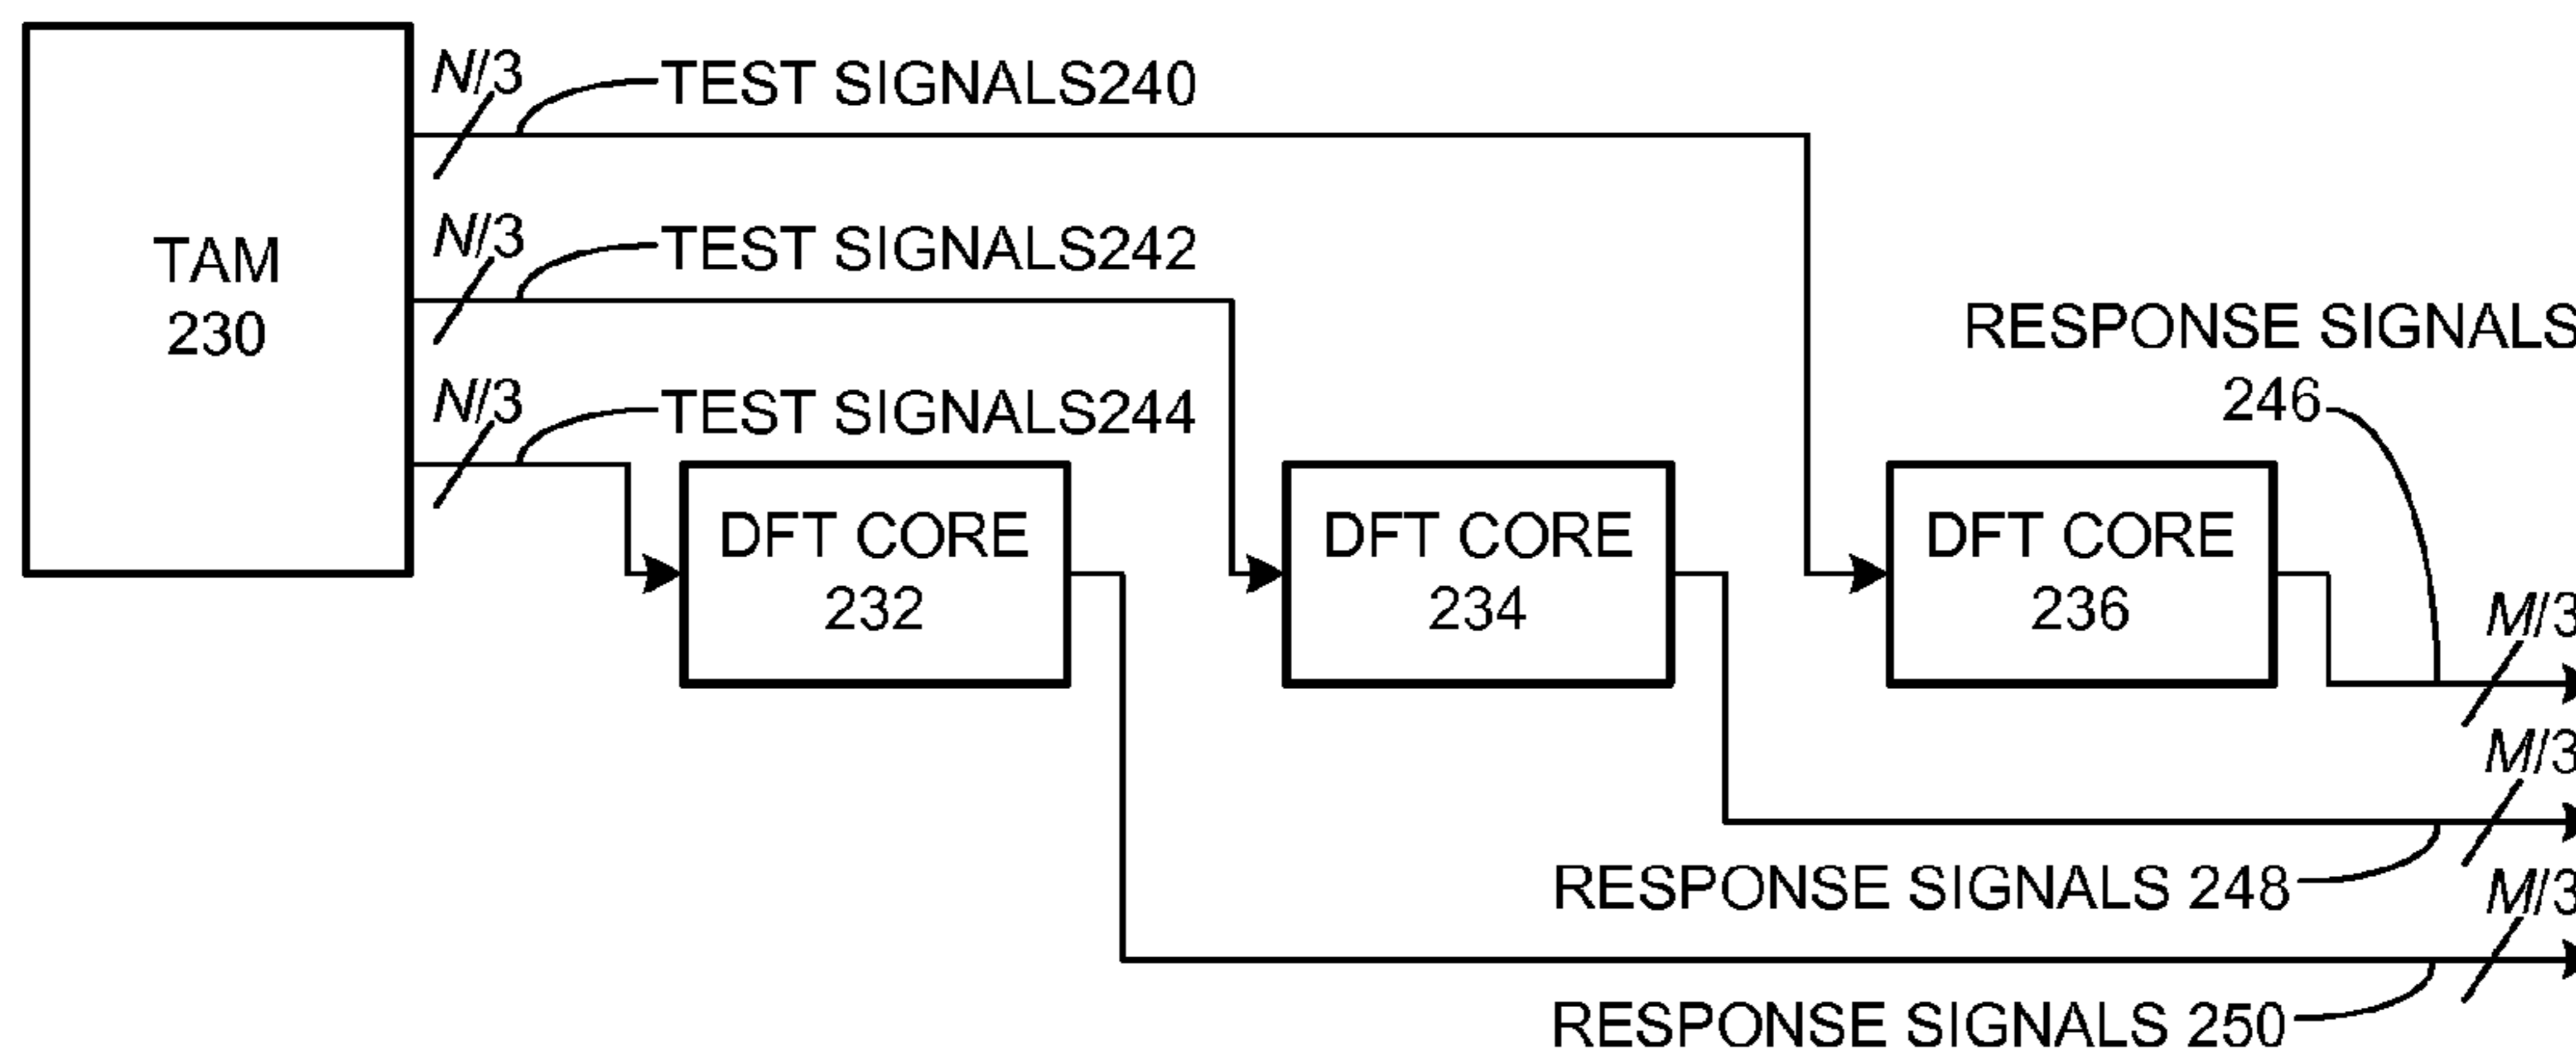 N/3
TEST SIGNALS240
N/3
TEST SIGNALS242
TAM
230
RESPONSE SIGNALS
246
N/3
TEST SIGNALS244
DFT CORE
232
DFT CORE
234
DFT CORE
236
M/3
M/3
RESPONSE SIGNALS 248
M/3
RESPONSE SIGNALS 250